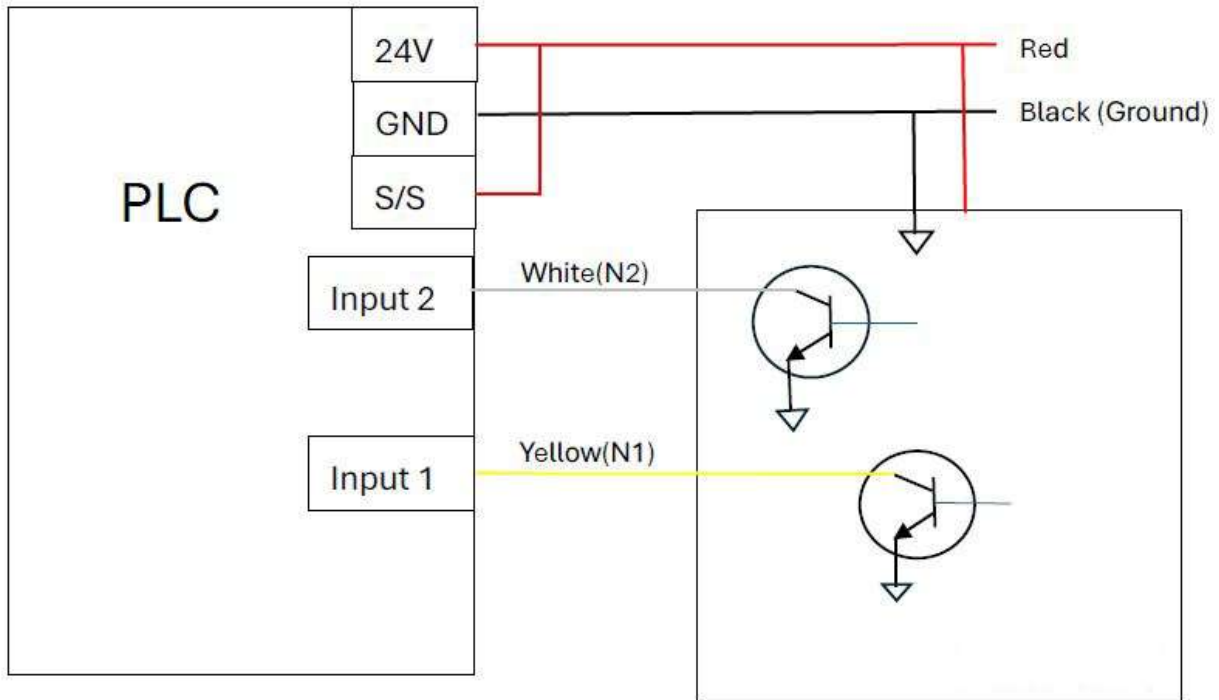 24V
Red
GND
Black (Ground)
PLC
S/S
White(N2)
Input 2
Yellow(N1)
Input 1